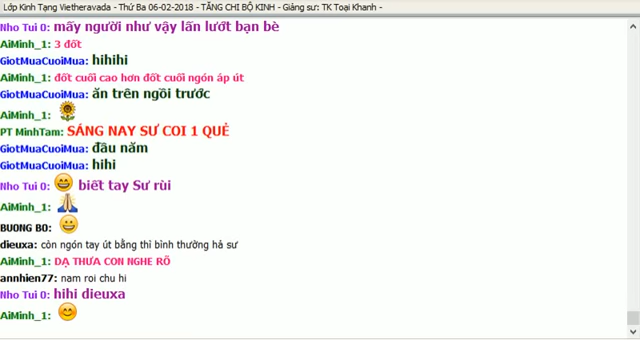 Lớp Kinh Tạng Vietheravada - Thứ Ba 06-02-2018 - TĂNG CHI BỘ KINH - Giảng sư: TK Toại Khanh -
Nho Tui 0: mấy người như vậy lấn lướt bạn bè
AiMinh_1: 3 đốt
GiotMuaCuoiMua: hihihi
AiMinh_1: đốt cuối cao hơn đốt cuối ngón áp út
GiotMuaCuoiMua: ăn trên ngồi trước
AiMinh_1:
PT MinhTam: SÁNG NAY SƯ COI 1 QUẺ
GiotMuaCuoiMua: đầu năm
GiotMuaCuoiMua: hihi
Nho Tui 0: biết tay Sư rùi
AiMinh_1:
BUONG BO:
dieuxa: còn ngón tay út bằng thì bình thường há sư
AiMinh_1: DẠ THƯA CON NGHE RÕ
annhien77: nam roi chu hi
Nho Tui 0: hihi dieuxa
AiMinh_1: